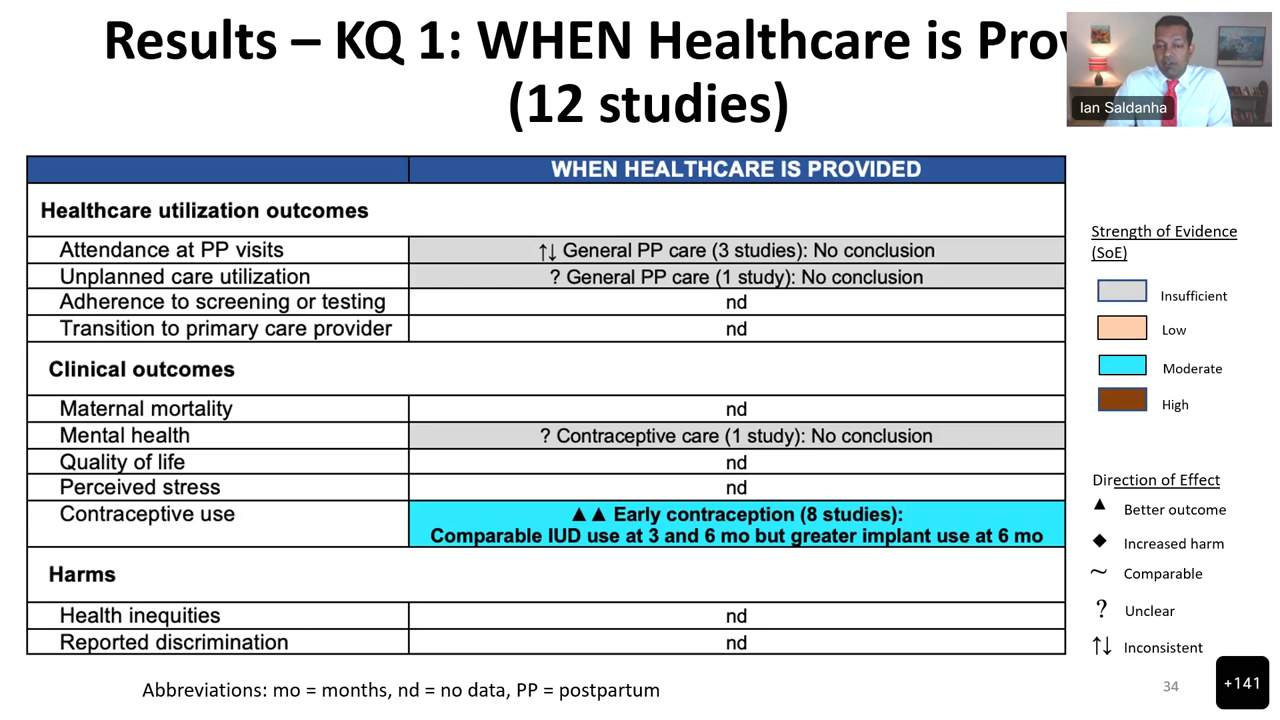 Results – KQ 1: WHEN Healthcare is Prov
(12 studies)
Ian Saldanha
WHEN HEALTHCARE IS PROVIDED
Healthcare utilization outcomes
Attendance at PP visits ↑↓ General PP care (3 studies): No conclusion
Unplanned care utilization ? General PP care (1 study): No conclusion
Adherence to screening or testing nd
Transition to primary care provider nd
Clinical outcomes
Maternal mortality nd
Mental health ? Contraceptive care (1 study): No conclusion
Quality of life nd
Perceived stress nd
Contraceptive use ▲▲ Early contraception (8 studies):
Comparable IUD use at 3 and 6 mo but greater implant use at 6 mo
Harms
Health inequities nd
Reported discrimination nd
Strength of Evidence
(SoE)
Insufficient
Low
Moderate
High
Direction of Effect
▲ Better outcome
◆ Increased harm
~ Comparable
? Unclear
↑↓ Inconsistent
Abbreviations: mo = months, nd = no data, PP = postpartum
34
+141